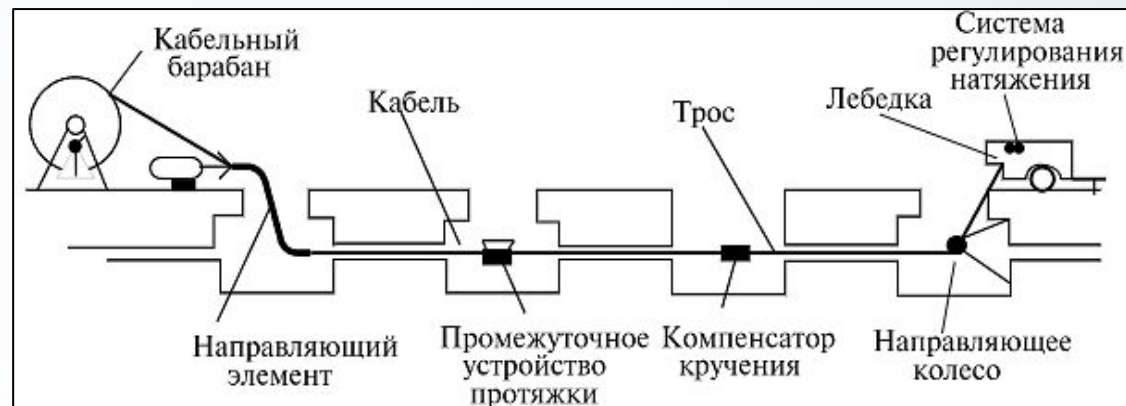 Кабельный
барабан
Кабель
Трос
Система
регулирования
натяжения
Лебедка
Направляющий
элемент
Промежуточное
устройство
протяжки
Компенсатор
кручения
Направляющее
колесо